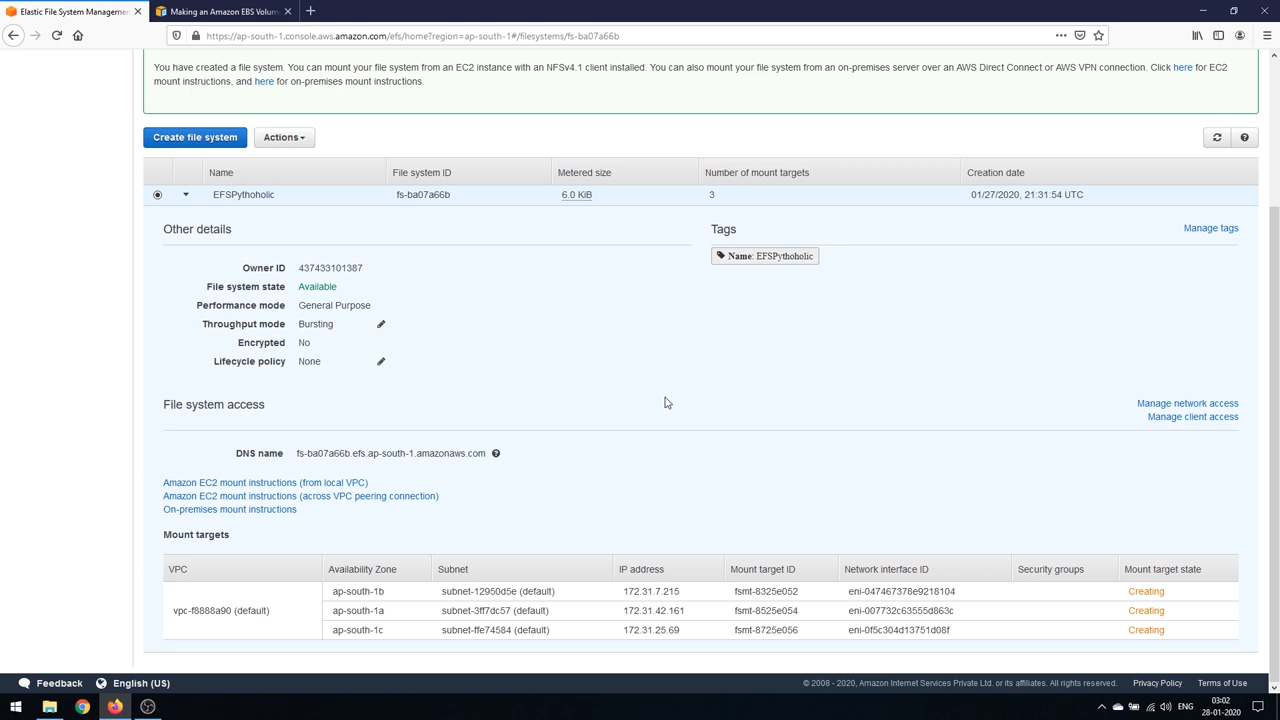 Elastic File System Manageme
Making an Amazon EBS Volum
https://ap-south-1.console.aws.amazon.com/efs/home?region=ap-south-1#/filesystems/fs-ba07a66b
You have created a file system. You can mount your file system from an EC2 instance with an NFSv4.1 client installed. You can also mount your file system from an on-premises server over an AWS Direct Connect or AWS VPN connection. Click here for EC2
mount instructions, and here for on-premises mount instructions.
Create file system
Actions
Name File system ID Metered size Number of mount targets Creation date
EFSPythoholic fs-ba07a66b 6.0 KiB 3 01/27/2020, 21:31:54 UTC
Other details
Tags
Manage tags
Name: EFSPythoholic
Owner ID 437433101387
File system state Available
Performance mode General Purpose
Throughput mode Bursting
Encrypted No
Lifecycle policy None
File system access
Manage network access
Manage client access
DNS name fs-ba07a66b.efs.ap-south-1.amazonaws.com
Amazon EC2 mount instructions (from local VPC)
Amazon EC2 mount instructions (across VPC peering connection)
On-premises mount instructions
Mount targets
VPC Availability Zone Subnet IP address Mount target ID Network interface ID Security groups Mount target state
vpc-f8888a90 (default)
ap-south-1b subnet-12950d5e (default) 172.31.7.215 fsmt-8325e052 eni-047467378e9218104 Creating
ap-south-1a subnet-3ff7dc57 (default) 172.31.42.161 fsmt-8525e054 eni-007732c63555d863c Creating
ap-south-1c subnet-ffe74584 (default) 172.31.25.69 fsmt-8725e056 eni-0f5c304d13751d08f Creating
Feedback English (US)
© 2008 - 2020, Amazon Internet Services Private Ltd. or its affiliates. All rights reserved. Privacy Policy Terms of Use
ENG
03:02
28-01-2020